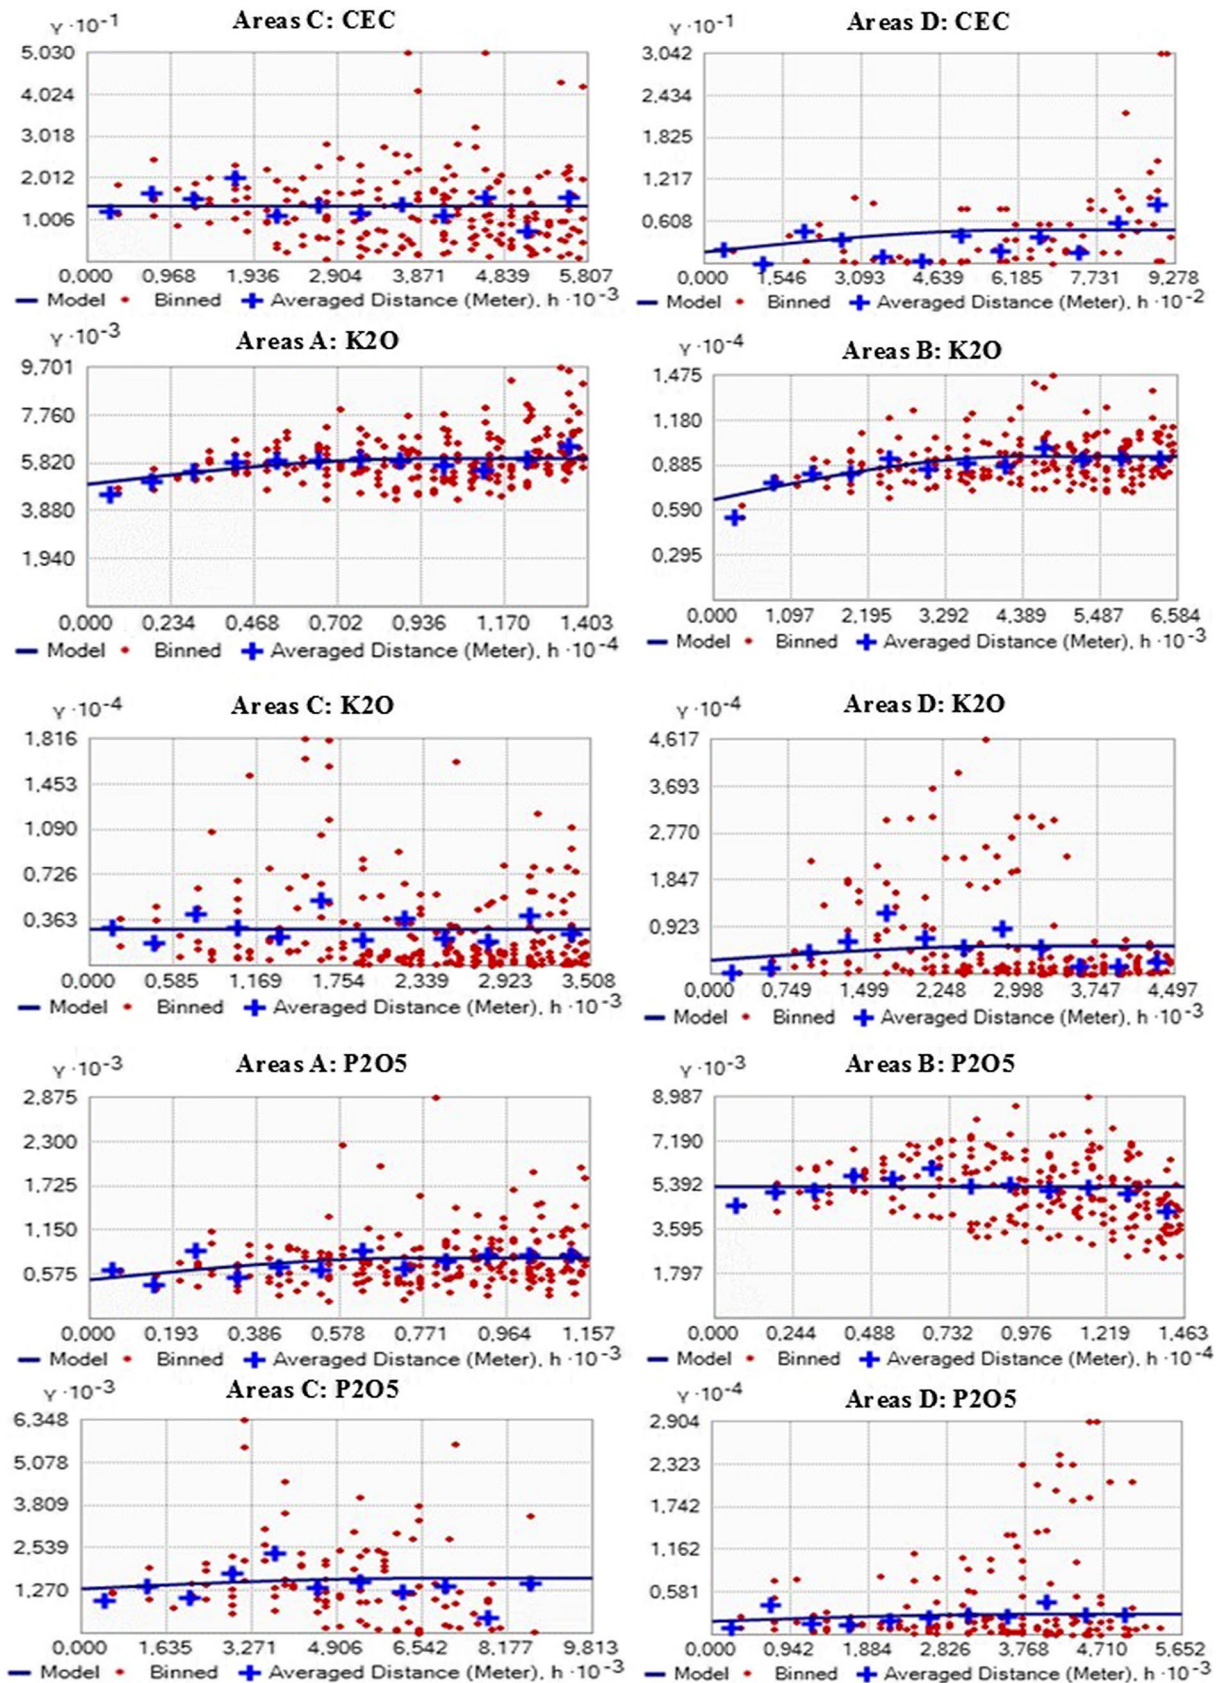 Areas C: CEC
γ ·10-1
5.030
4.024
3.018
2.012
1.006
0.000 0.968 1.936 2.904 3.871 4.839 5.807
Model Binned Averaged Distance (Meter), h ·10-3
Areas D: CEC
γ ·10-1
3.042
2.434
1.825
1.217
0.608
0.000 1.546 3.093 4.639 6.185 7.731 9.278
Model Binned Averaged Distance (Meter), h ·10-2
Areas A: K2O
γ ·10-3
9.701
7.760
5.820
3.880
1.940
0.000 0.234 0.468 0.702 0.936 1.170 1.403
Model Binned Averaged Distance (Meter), h ·10-4
Areas B: K2O
γ ·10-4
1.475
1.180
0.885
0.590
0.295
0.000 1.097 2.195 3.292 4.389 5.487 6.584
Model Binned Averaged Distance (Meter), h ·10-3
Areas C: K2O
γ ·10-4
1.816
1.453
1.090
0.726
0.363
0.000 0.585 1.169 1.754 2.339 2.923 3.508
Model Binned Averaged Distance (Meter), h ·10-3
Areas D: K2O
γ ·10-4
4.617
3.693
2.770
1.847
0.923
0.000 0.749 1.499 2.248 2.998 3.747 4.497
Model Binned Averaged Distance (Meter), h ·10-3
Areas A: P2O5
γ ·10-3
2.875
2.300
1.725
1.150
0.575
0.000 0.193 0.386 0.578 0.771 0.964 1.157
Model Binned Averaged Distance (Meter), h ·10-3
Areas B: P2O5
γ ·10-3
8.987
7.190
5.392
3.595
1.797
0.000 0.244 0.488 0.732 0.976 1.219 1.463
Model Binned Averaged Distance (Meter), h ·10-4
Areas C: P2O5
γ ·10-3
6.348
5.078
3.809
2.539
1.270
0.000 1.635 3.271 4.906 6.542 8.177 9.813
Model Binned Averaged Distance (Meter), h ·10-3
Areas D: P2O5
γ ·10-4
2.904
2.323
1.742
1.162
0.581
0.000 0.942 1.884 2.826 3.768 4.710 5.652
Model Binned Averaged Distance (Meter), h ·10-3